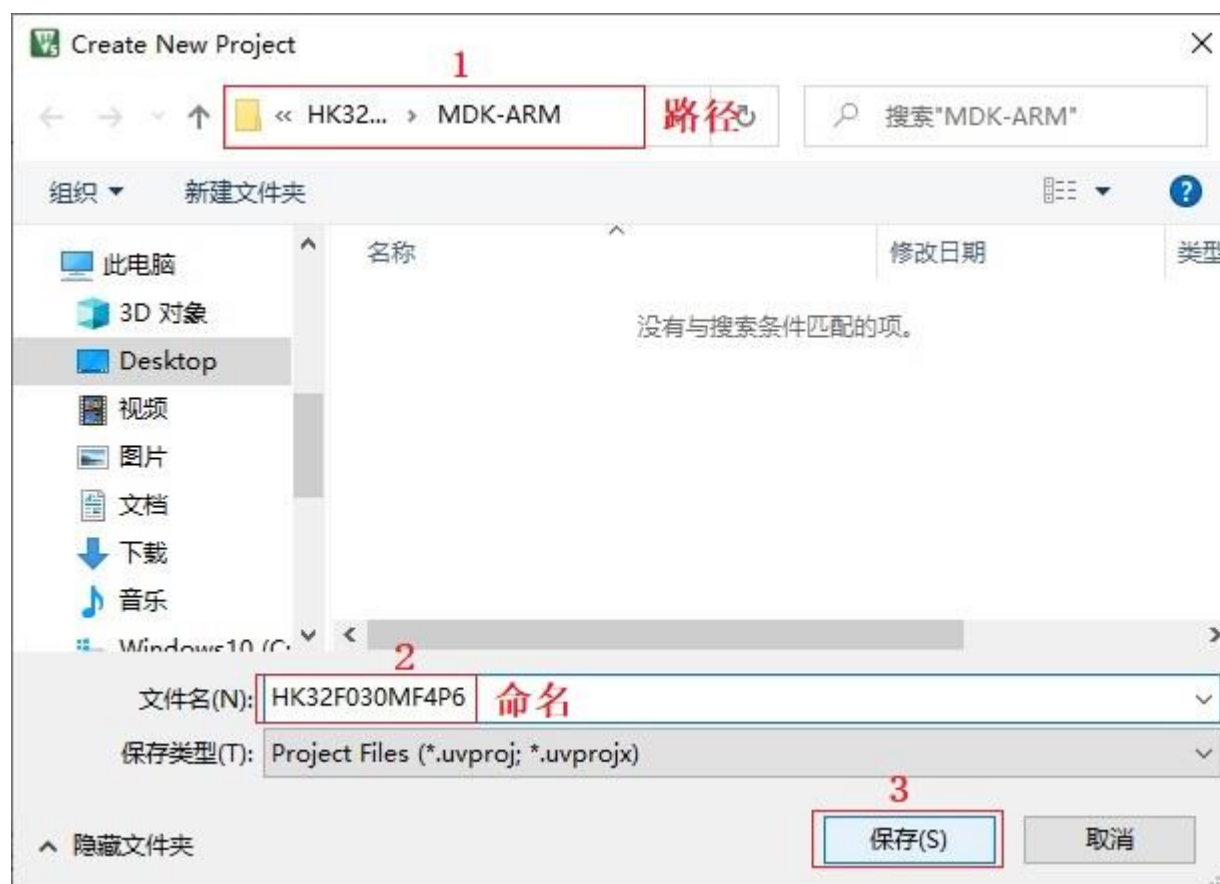 Create New Project
1
« HK32... › MDK-ARM
路径
搜索"MDK-ARM"
组织
新建文件夹
此电脑
3D 对象
Desktop
视频
图片
文档
下载
音乐
Windows10 (C:
名称
修改日期
类型
没有与搜索条件匹配的项。
2
文件名(N): HK32F030MF4P6 命名
保存类型(T): Project Files (*.uvproj; *.uvprojx)
3
隐藏文件夹
保存(S)
取消